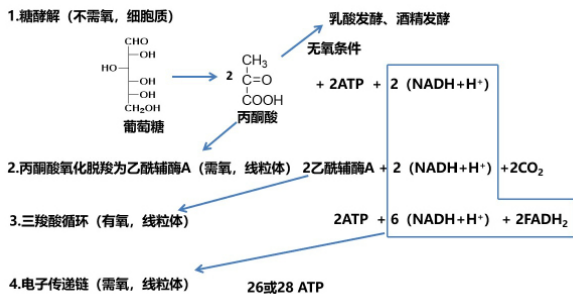 1.糖酵解（不需氧，细胞质）
乳酸发酵、酒精发酵
无氧条件
CHO
OH
HO
OH
OH
CH₂OH
葡萄糖
2
CH₃
C=O
COOH
丙酮酸
+ 2ATP + 2（NADH+H⁺）
2.丙酮酸氧化脱羧为乙酰辅酶A（需氧，线粒体） 2乙酰辅酶A + 2（NADH+H⁺）+2CO₂
3.三羧酸循环（有氧，线粒体） 2ATP + 6（NADH+H⁺） + 2FADH₂
4.电子传递链（需氧，线粒体） 26或28 ATP